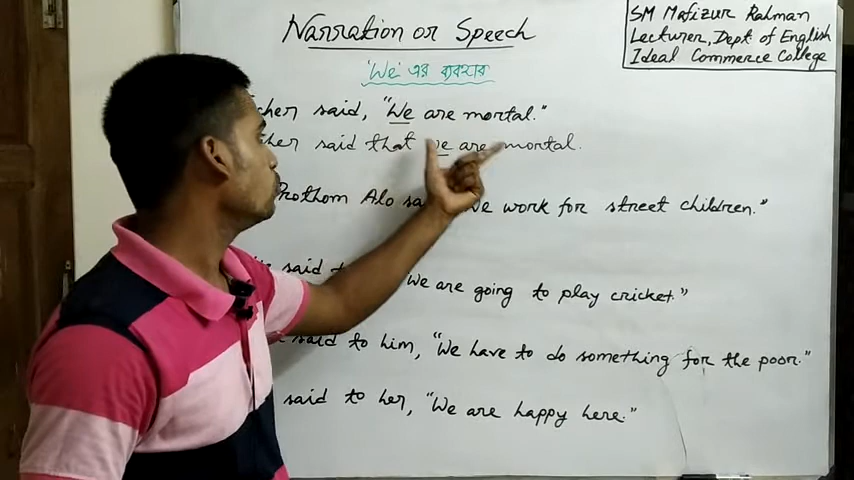 Narration or Speech
SM Mafizur Rahman
Lecturer, Dept of English
Ideal Commerce College
'We' এর ব্যবহার
said, "We are mortal."
said that we are mortal.
Prothom Alo We work for street children."
said We are going to play cricket."
said to him, "We have to do something for the poor."
said to her, "We are happy here."